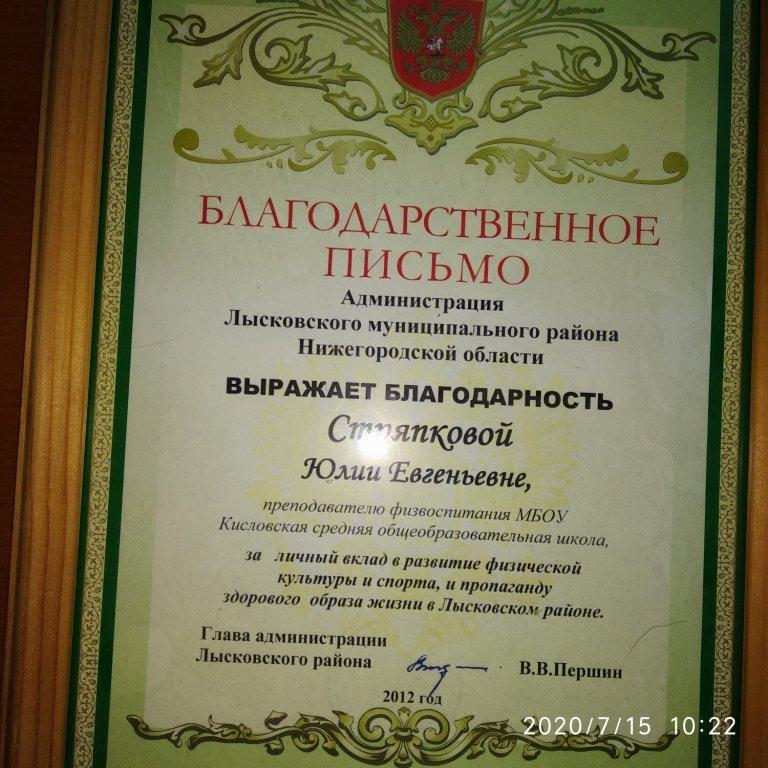 БЛАГОДАРСТВЕННОЕ
ПИСЬМО
Администрация
Лысковского муниципального района
Нижегородской области
ВЫРАЖАЕТ БЛАГОДАРНОСТЬ
Стряпковой
Юлии Евгеньевне,
преподавателю физвоспитания МБОУ
Кисловская средняя общеобразовательная школа,
за личный вклад в развитие физической
культуры и спорта, и пропаганду
здорового образа жизни в Лысковском районе.
Глава администрации
Лысковского района В.В.Першин
2012 год
2020/7/15 10:22